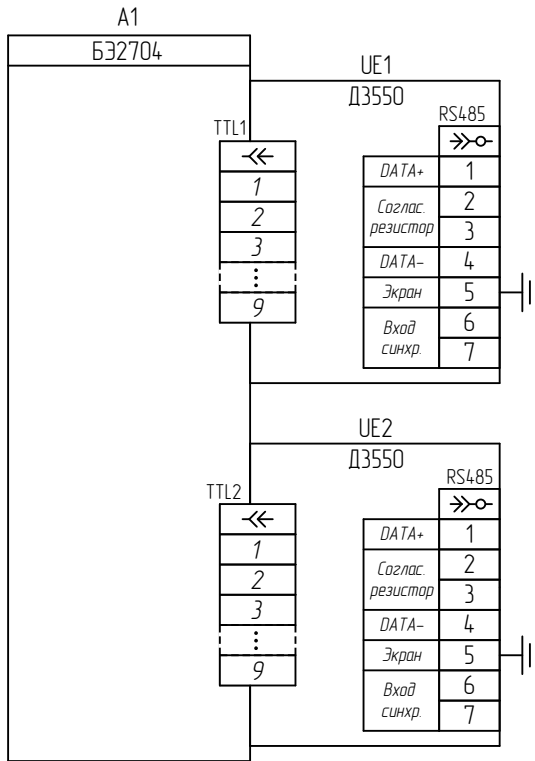 A1
БЭ2704
UE1
Д3550
RS485
TTL1
1
2
3
9
DATA+ 1
Соглас. 2
резистор 3
DATA– 4
Экран 5
Вход 6
синхр. 7
UE2
Д3550
RS485
TTL2
1
2
3
9
DATA+ 1
Соглас. 2
резистор 3
DATA– 4
Экран 5
Вход 6
синхр. 7